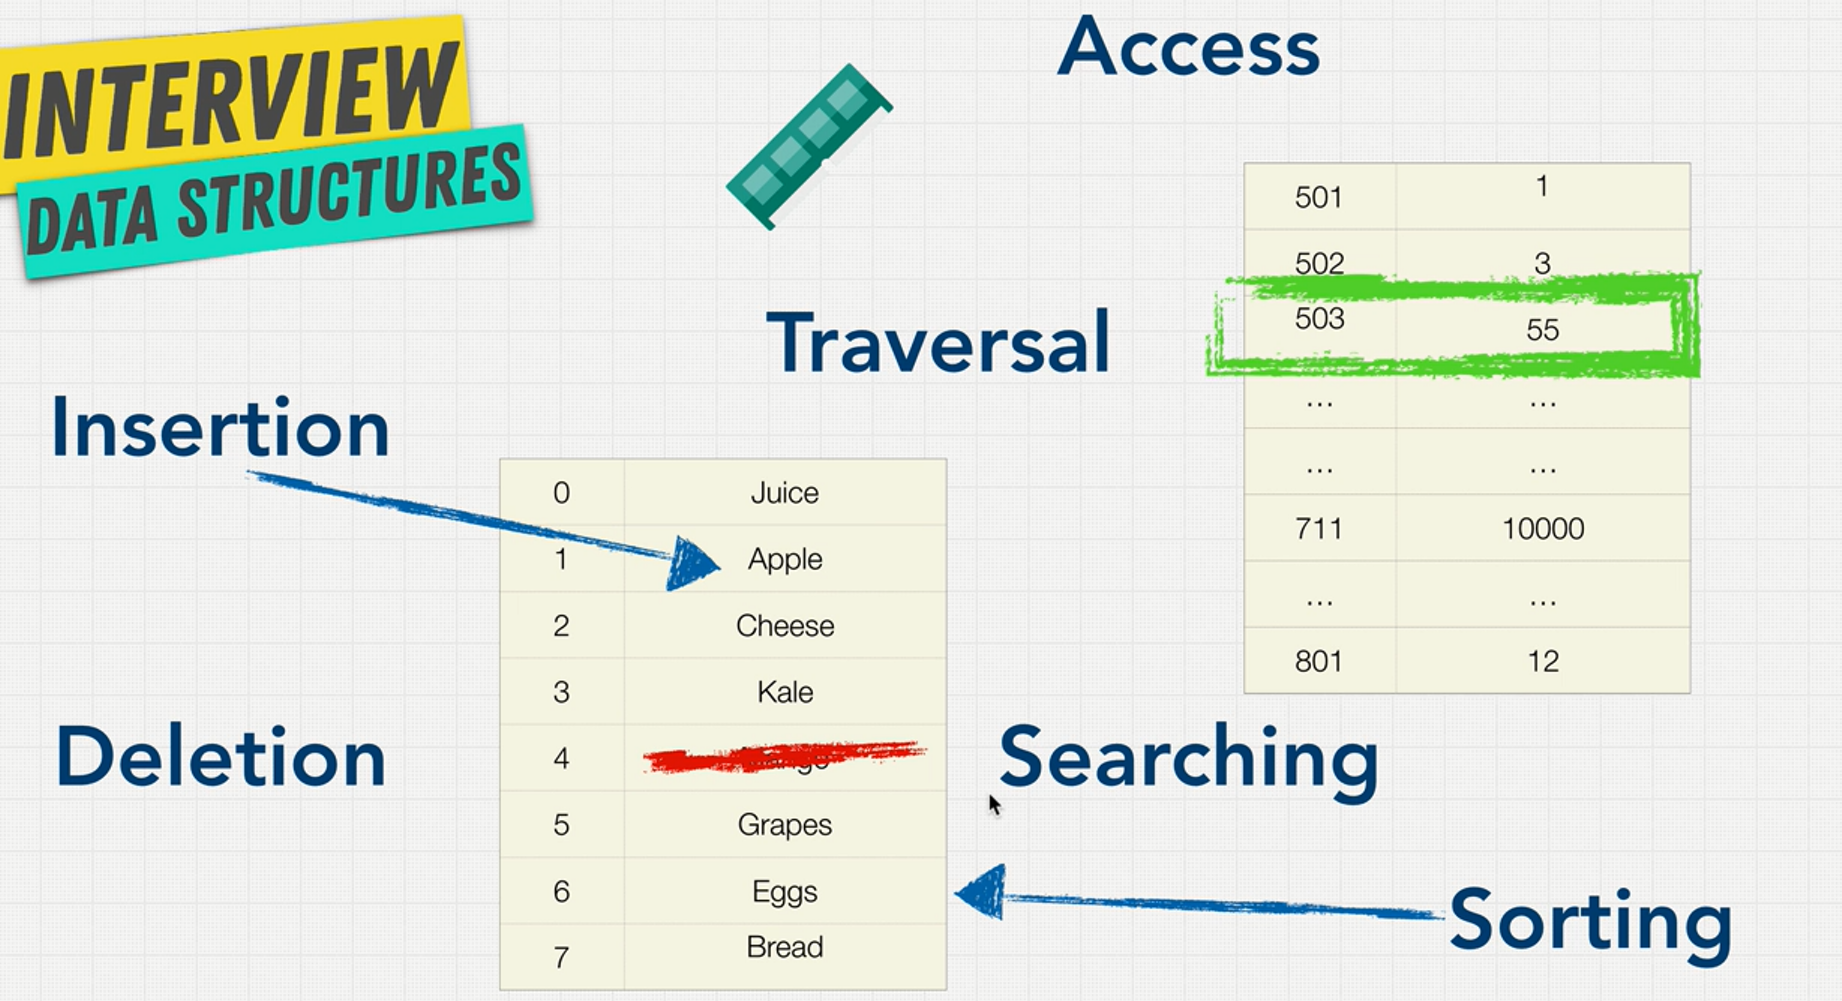 INTERVIEW
DATA STRUCTURES
Access
501 1
502 3
503 55
... ...
... ...
711 10000
... ...
801 12
Traversal
Insertion
0 Juice
1 Apple
2 Cheese
3 Kale
4
5 Grapes
6 Eggs
7 Bread
Deletion
Searching
Sorting